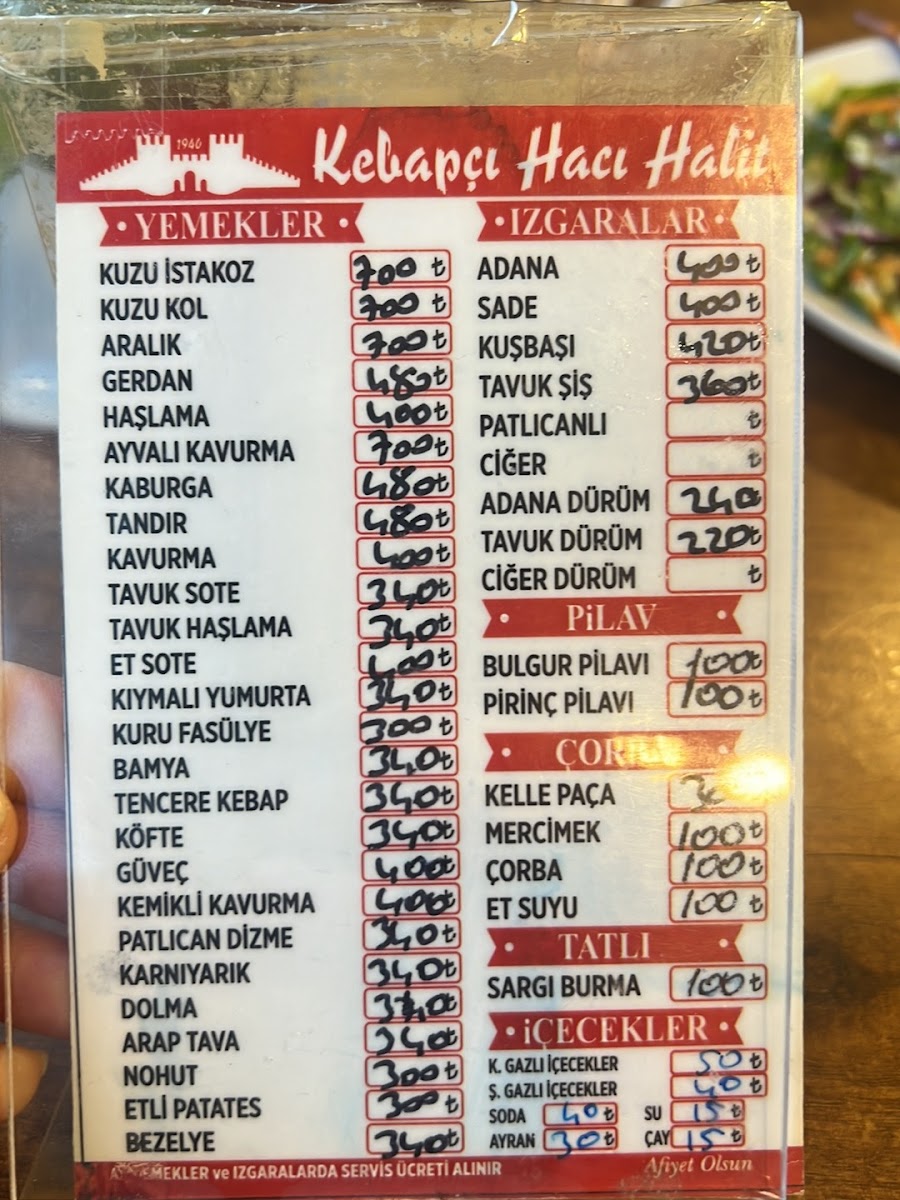 1946
Kebapçı Hacı Halit
YEMEKLER
KUZU İSTAKOZ 700 ₺
KUZU KOL 700 ₺
ARALIK 700 ₺
GERDAN 480 ₺
HAŞLAMA 400 ₺
AYVALI KAVURMA 700 ₺
KABURGA 480 ₺
TANDIR 480 ₺
KAVURMA 400 ₺
TAVUK SOTE 340 ₺
TAVUK HAŞLAMA 340 ₺
ET SOTE 400 ₺
KIYMALI YUMURTA 340 ₺
KURU FASÜLYE 300 ₺
BAMYA 340 ₺
TENCERE KEBAP 340 ₺
KÖFTE 340 ₺
GÜVEÇ 400 ₺
KEMİKLİ KAVURMA 400 ₺
PATLICAN DİZME 340 ₺
KARNIYARIK 340 ₺
DOLMA 340 ₺
ARAP TAVA 340 ₺
NOHUT 300 ₺
ETLİ PATATES 300 ₺
BEZELYE 340 ₺
IZGARALAR
ADANA 400 ₺
SADE 400 ₺
KUŞBAŞI 420 ₺
TAVUK ŞİŞ 360 ₺
PATLICANLI ₺
CİĞER ₺
ADANA DÜRÜM 240 ₺
TAVUK DÜRÜM 220 ₺
CİĞER DÜRÜM ₺
PiLAV
BULGUR PİLAVI 100 ₺
PİRİNÇ PİLAVI 100 ₺
KELLE PAÇA
MERCİMEK 100 ₺
ÇORBA 100 ₺
ET SUYU 100 ₺
TATLI
SARGI BURMA 100 ₺
iÇECEKLER
K. GAZLI İÇECEKLER 50 ₺
Ş. GAZLI İÇECEKLER 40 ₺
SODA 40 ₺ SU 15 ₺
AYRAN 30 ₺ ÇAY 15 ₺
YEMEKLER ve IZGARALARDA SERVİS ÜCRETİ ALINIR
Afiyet Olsun